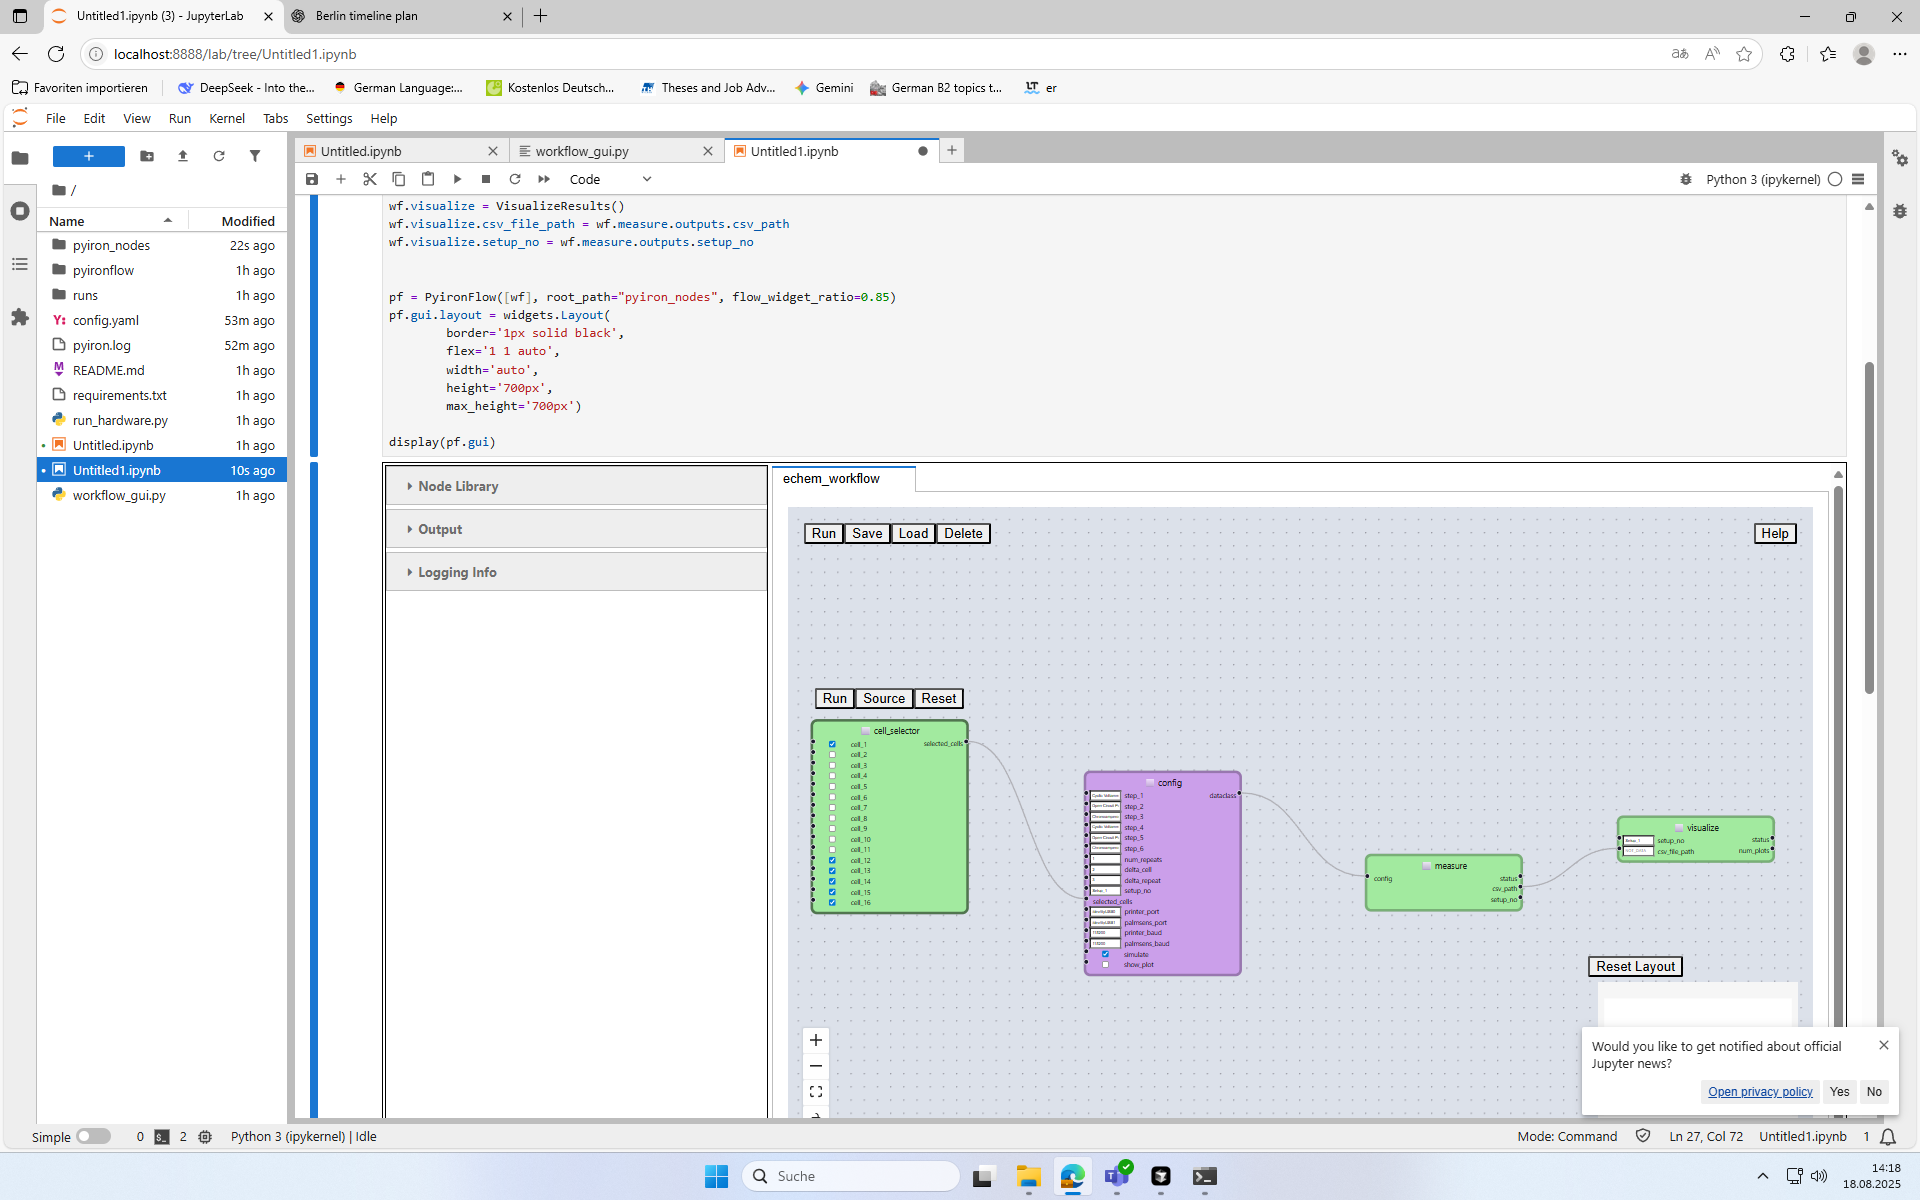 Untitled1.ipynb (3) - JupyterLab
Berlin timeline plan
localhost:8888/lab/tree/Untitled1.ipynb
Favoriten importieren
DeepSeek - Into the...
German Language:...
Kostenlos Deutsch...
Theses and Job Adv...
Gemini
German B2 topics t...
er
File Edit View Run Kernel Tabs Settings Help
Untitled.ipynb
workflow_gui.py
Untitled1.ipynb
Code
Python 3 (ipykernel)
/
Name Modified
pyiron_nodes 22s ago
pyironflow 1h ago
runs 1h ago
config.yaml 53m ago
pyiron.log 52m ago
README.md 1h ago
requirements.txt 1h ago
run_hardware.py 1h ago
Untitled.ipynb 1h ago
Untitled1.ipynb 10s ago
workflow_gui.py 1h ago
wf.visualize = VisualizeResults()
wf.visualize.csv_file_path = wf.measure.outputs.csv_path
wf.visualize.setup_no = wf.measure.outputs.setup_no
pf = PyironFlow([wf], root_path="pyiron_nodes", flow_widget_ratio=0.85)
pf.gui.layout = widgets.Layout(
border='1px solid black',
flex='1 1 auto',
width='auto',
height='700px',
max_height='700px')
display(pf.gui)
Node Library
Output
Logging Info
echem_workflow
Run Save Load Delete
Help
Run Source Reset
cell_selector
cell_1 selected_cells
cell_2
cell_3
cell_4
cell_5
cell_6
cell_7
cell_8
cell_9
cell_10
cell_11
cell_12
cell_13
cell_14
cell_15
cell_16
config
step_1 dataclass
step_2
step_3
step_4
step_5
step_6
num_repeats
delta_cell
delta_repeat
setup_no
selected_cells
printer_port
palmsens_port
printer_baud
palmsens_baud
simulate
show_plot
measure
config status
csv_path
setup_no
visualize
setup_no status
csv_file_path num_plots
Reset Layout
Would you like to get notified about official
Jupyter news?
Open privacy policy Yes No
Simple 0 2 Python 3 (ipykernel) | Idle
Mode: Command Ln 27, Col 72 Untitled1.ipynb 1
Suche
14:18
18.08.2025